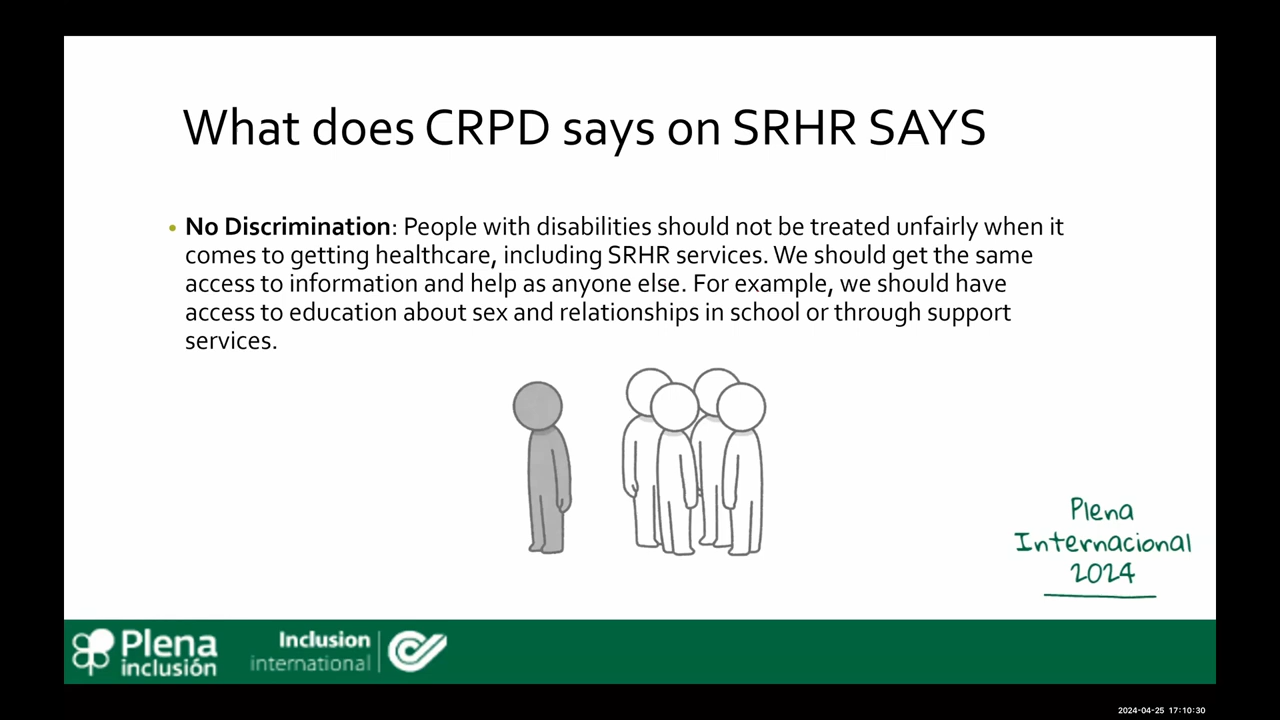 What does CRPD says on SRHR SAYS
• No Discrimination: People with disabilities should not be treated unfairly when it
comes to getting healthcare, including SRHR services. We should get the same
access to information and help as anyone else. For example, we should have
access to education about sex and relationships in school or through support
services.
Plena
Internacional
2024
Plena
inclusión
Inclusion
international
2024-04-25 17:10:30